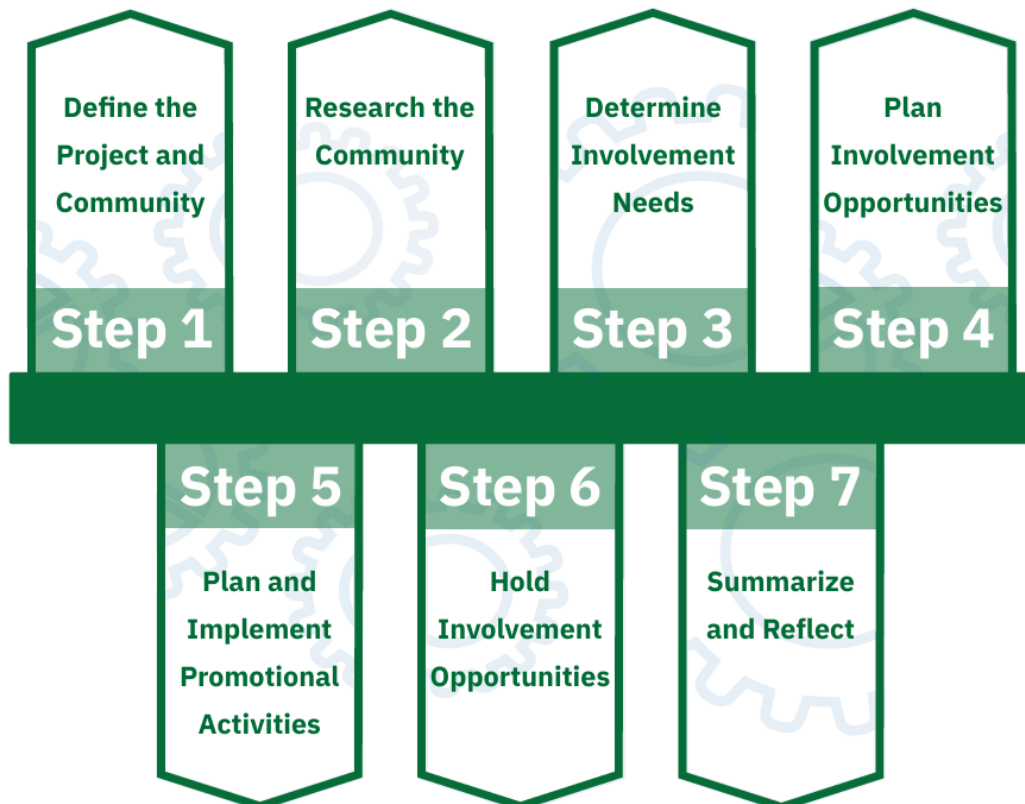 Define the
Project and
Community
Step 1
Research the
Community
Step 2
Determine
Involvement
Needs
Step 3
Plan
Involvement
Opportunities
Step 4
Step 5
Plan and
Implement
Promotional
Activities
Step 6
Hold
Involvement
Opportunities
Step 7
Summarize
and Reflect